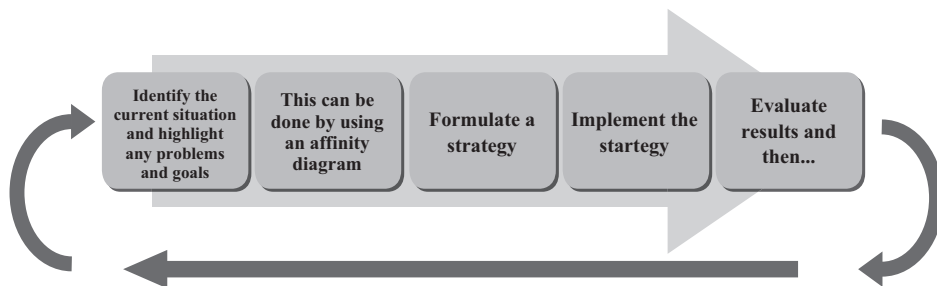 Identify the
current situation
and highlight
any problems
and goals
This can be
done by using
an affinity
diagram
Formulate a
strategy
Implement the
startegy
Evaluate
results and
then...